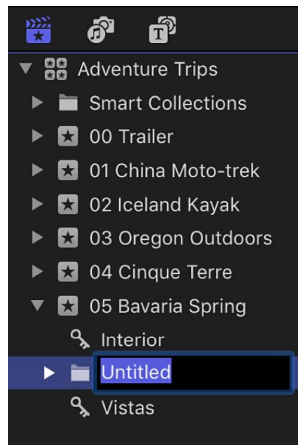 Adventure Trips
Smart Collections
00 Trailer
01 China Moto-trek
02 Iceland Kayak
03 Oregon Outdoors
04 Cinque Terre
05 Bavaria Spring
Interior
Untitled
Vistas